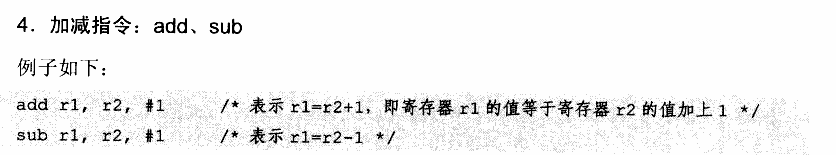 4．加减指令：add、sub
例子如下：
add r1, r2, #1 /* 表示 r1=r2+1，即寄存器 r1 的值等于寄存器 r2 的值加上 1 */
sub r1, r2, #1 /* 表示 r1=r2-1 */